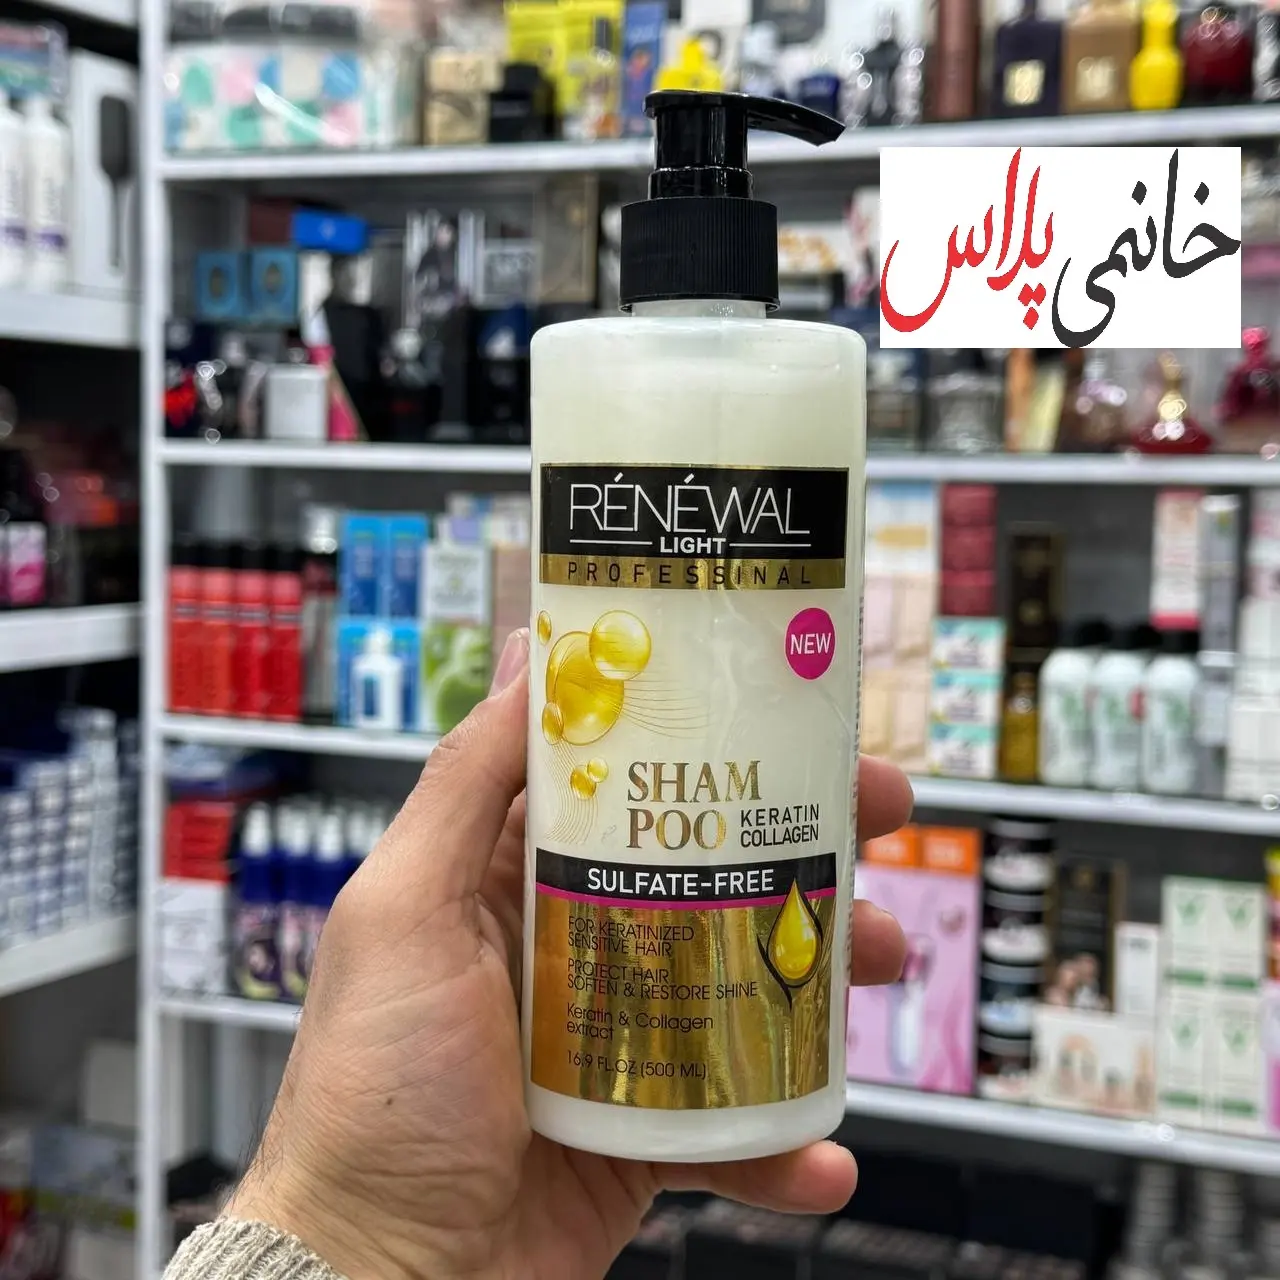 خانمی پلاس
RÉNÉWAL
LIGHT
PROFESSINAL
NEW
SHAM
POO
KERATIN
COLLAGEN
SULFATE-FREE
FOR KERATINIZED
SENSITIVE HAIR
PROTECT HAIR
SOFTEN & RESTORE SHINE
Keratin & Collagen
extract
16,9 FL.OZ (500 ML)